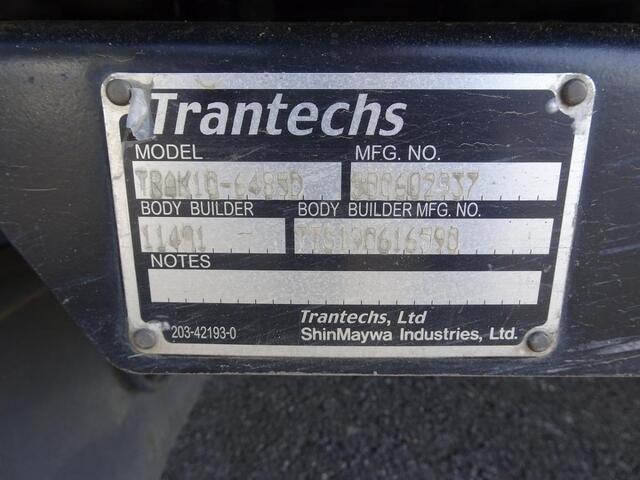 Trantechs
MODEL MFG. NO.
BODY BUILDER BODY BUILDER MFG. NO.
11491
NOTES
Trantechs, Ltd
203-42193-0 ShinMaywa Industries, Ltd.